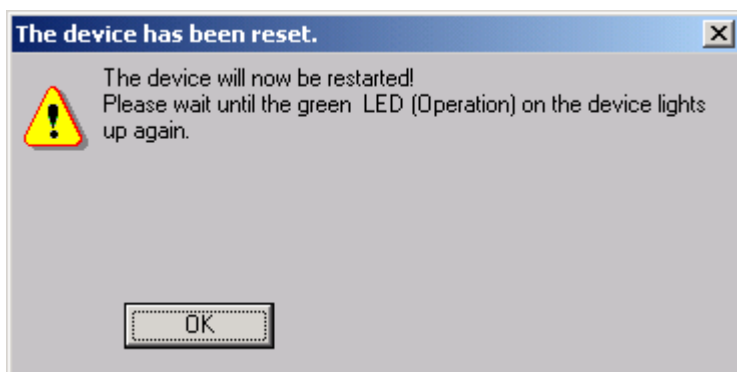 The device has been reset.
The device will now be restarted!
Please wait until the green  LED (Operation) on the device lights
up again.
OK